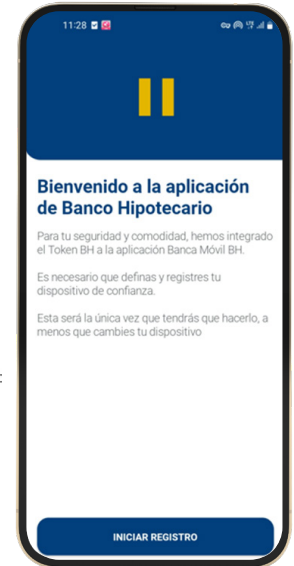 11:28
Bienvenido a la aplicación
de Banco Hipotecario
Para tu seguridad y comodidad, hemos integrado
el Token BH a la aplicación Banca Móvil BH.
Es necesario que definas y registres tu
dispositivo de confianza.
Esta será la única vez que tendrás que hacerlo, a
menos que cambies tu dispositivo
:
INICIAR REGISTRO